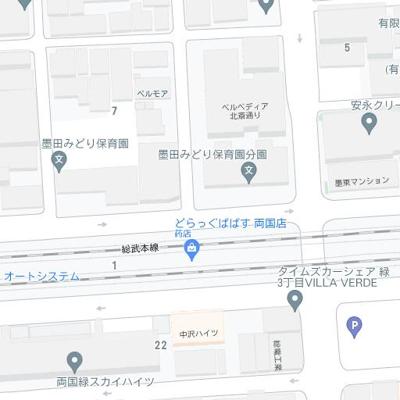 有限
5
(有
ベルモア
7
ベルベディア
北斎通り
安永クリー
墨田みどり保育園
文
墨田みどり保育園分園
文
墨東マンション
どらっぐぱぱす 両国店
薬店
総武本線
1
オートシステム
タイムズカーシェア 緑
3丁目VILLA VERDE
P
中沢ハイツ
22
両国緑スカイハイツ